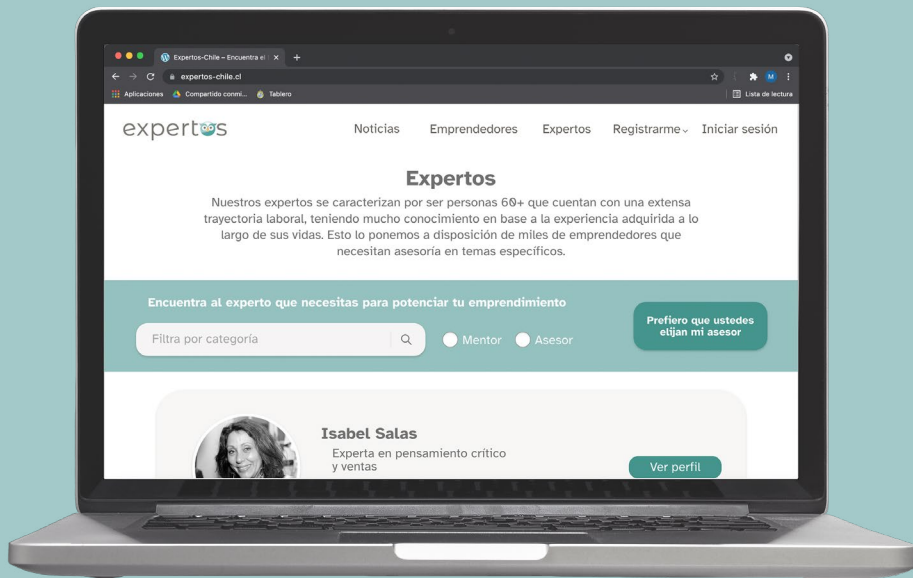 Expertos-Chile – Encuentra el
expertos-chile.cl
M
Aplicaciones
Compartido conmi...
Tablero
Lista de lectura
expertos
Noticias
Emprendedores
Expertos
Registrarme
Iniciar sesión
Expertos
Nuestros expertos se caracterizan por ser personas 60+ que cuentan con una extensa
trayectoria laboral, teniendo mucho conocimiento en base a la experiencia adquirida a lo
largo de sus vidas. Esto lo ponemos a disposición de miles de emprendedores que
necesitan asesoría en temas específicos.
Encuentra al experto que necesitas para potenciar tu emprendimiento
Filtra por categoría
Mentor
Asesor
Prefiero que ustedes
elijan mi asesor
Isabel Salas
Experta en pensamiento crítico
y ventas
Ver perfil